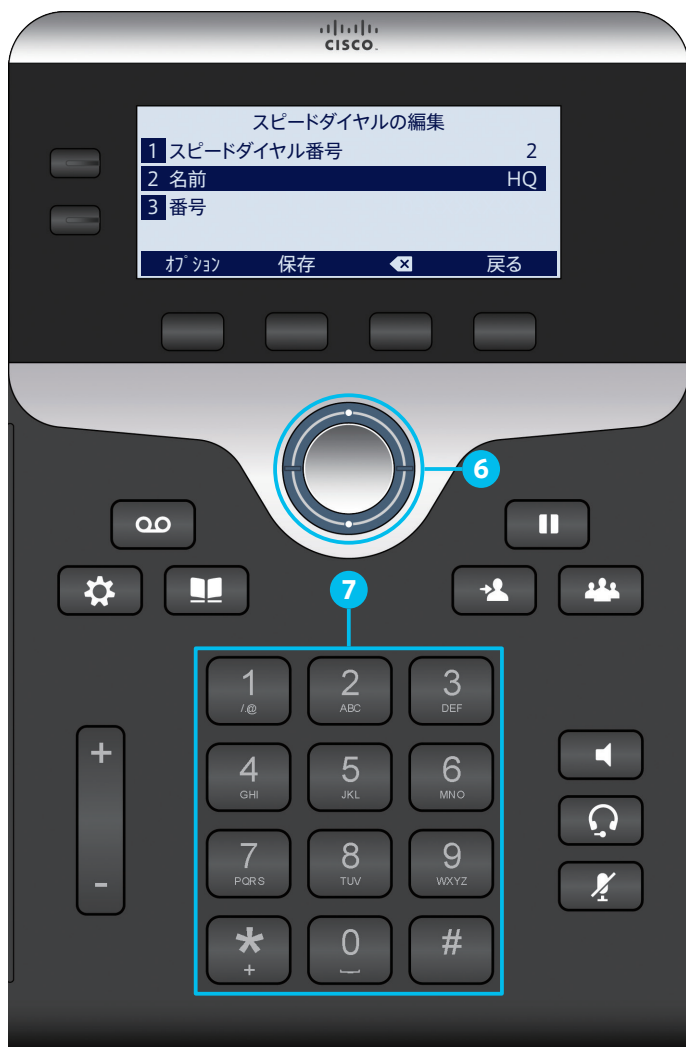 CISCO
スピードダイヤルの編集
1 スピードダイヤル番号 2
2 名前 HQ
3 番号
ｵﾌﾟｼｮﾝ 保存 戻る
6
7
1 2 3
/.@ ABC DEF
4 5 6
GHI JKL MNO
7 8 9
PQRS TUV WXYZ
* 0 #
+
+
-